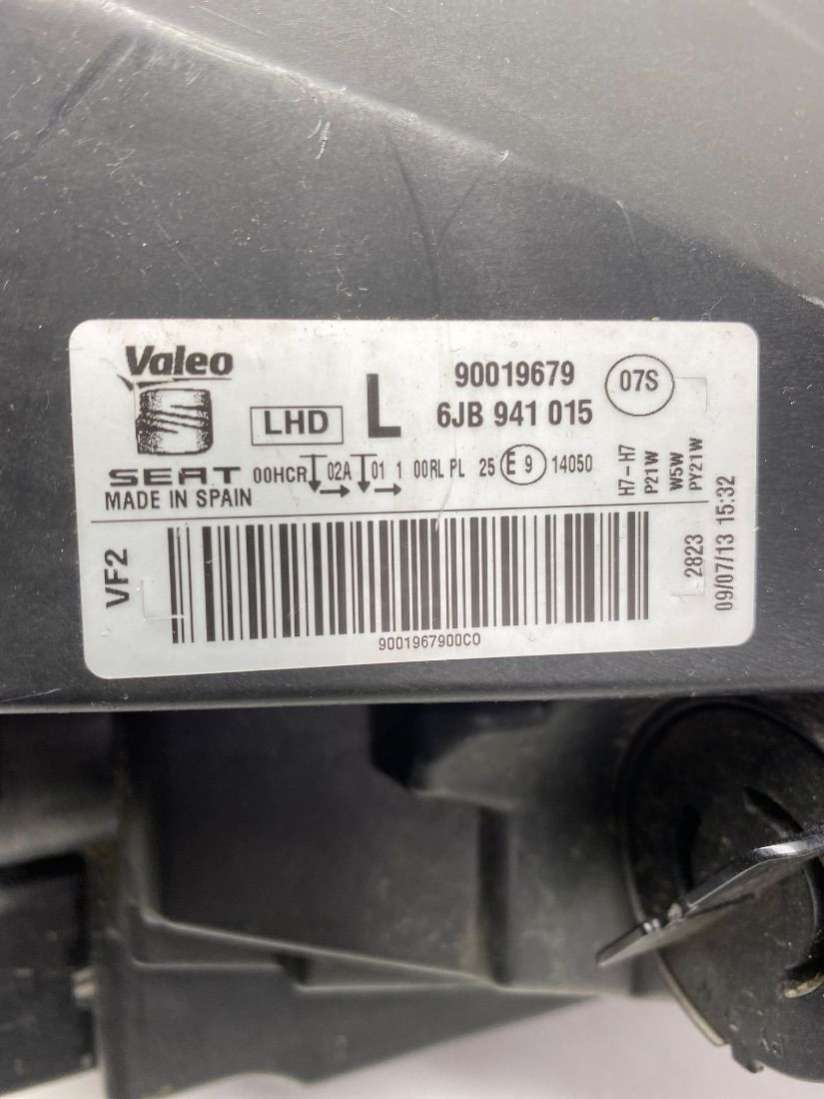 Valeo
SEAT
MADE IN SPAIN
LHD
L
90019679
6JB 941 015
07S
00HCR 02A 01 1 00RL PL 25 E 9 14050
H7-H7
P21W
W5W
PY21W
VF2
9001967900C0
2823
09/07/13 15:32